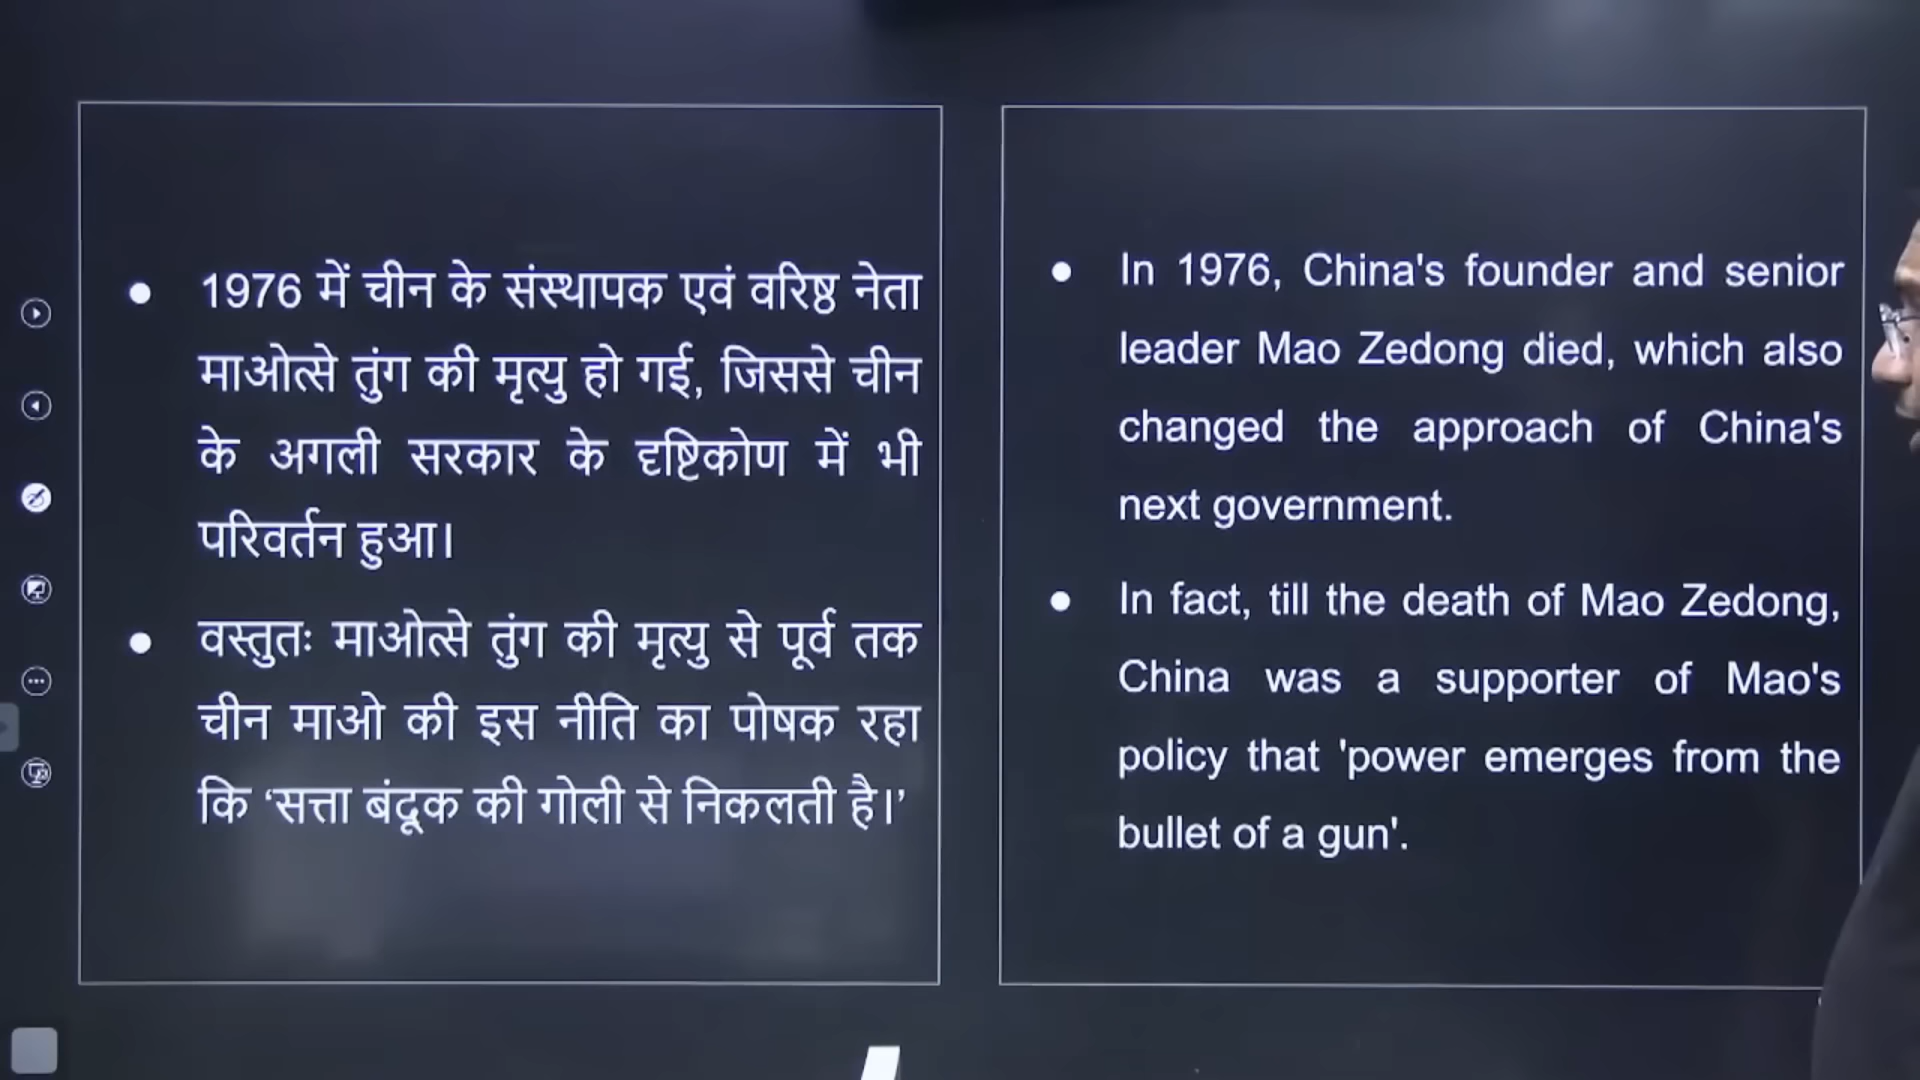 ● 1976 में चीन के संस्थापक एवं वरिष्ठ नेता
माओत्से तुंग की मृत्यु हो गई, जिससे चीन
के अगली सरकार के दृष्टिकोण में भी
परिवर्तन हुआ।
● वस्तुतः माओत्से तुंग की मृत्यु से पूर्व तक
चीन माओ की इस नीति का पोषक रहा
कि ‘सत्ता बंदूक की गोली से निकलती है।’
● In 1976, China's founder and senior
leader Mao Zedong died, which also
changed the approach of China's
next government.
● In fact, till the death of Mao Zedong,
China was a supporter of Mao's
policy that 'power emerges from the
bullet of a gun'.